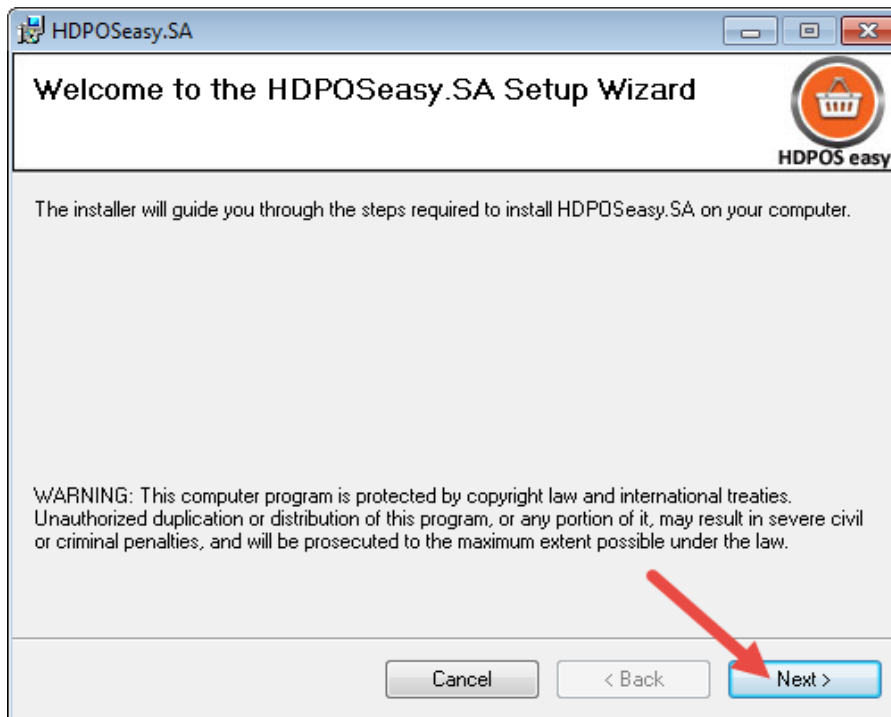 HDPOSeasy.SA
Welcome to the HDPOSeasy.SA Setup Wizard
HDPOS easy
The installer will guide you through the steps required to install HDPOSeasy.SA on your computer.
WARNING: This computer program is protected by copyright law and international treaties.
Unauthorized duplication or distribution of this program, or any portion of it, may result in severe civil
or criminal penalties, and will be prosecuted to the maximum extent possible under the law.
Cancel
< Back
Next >